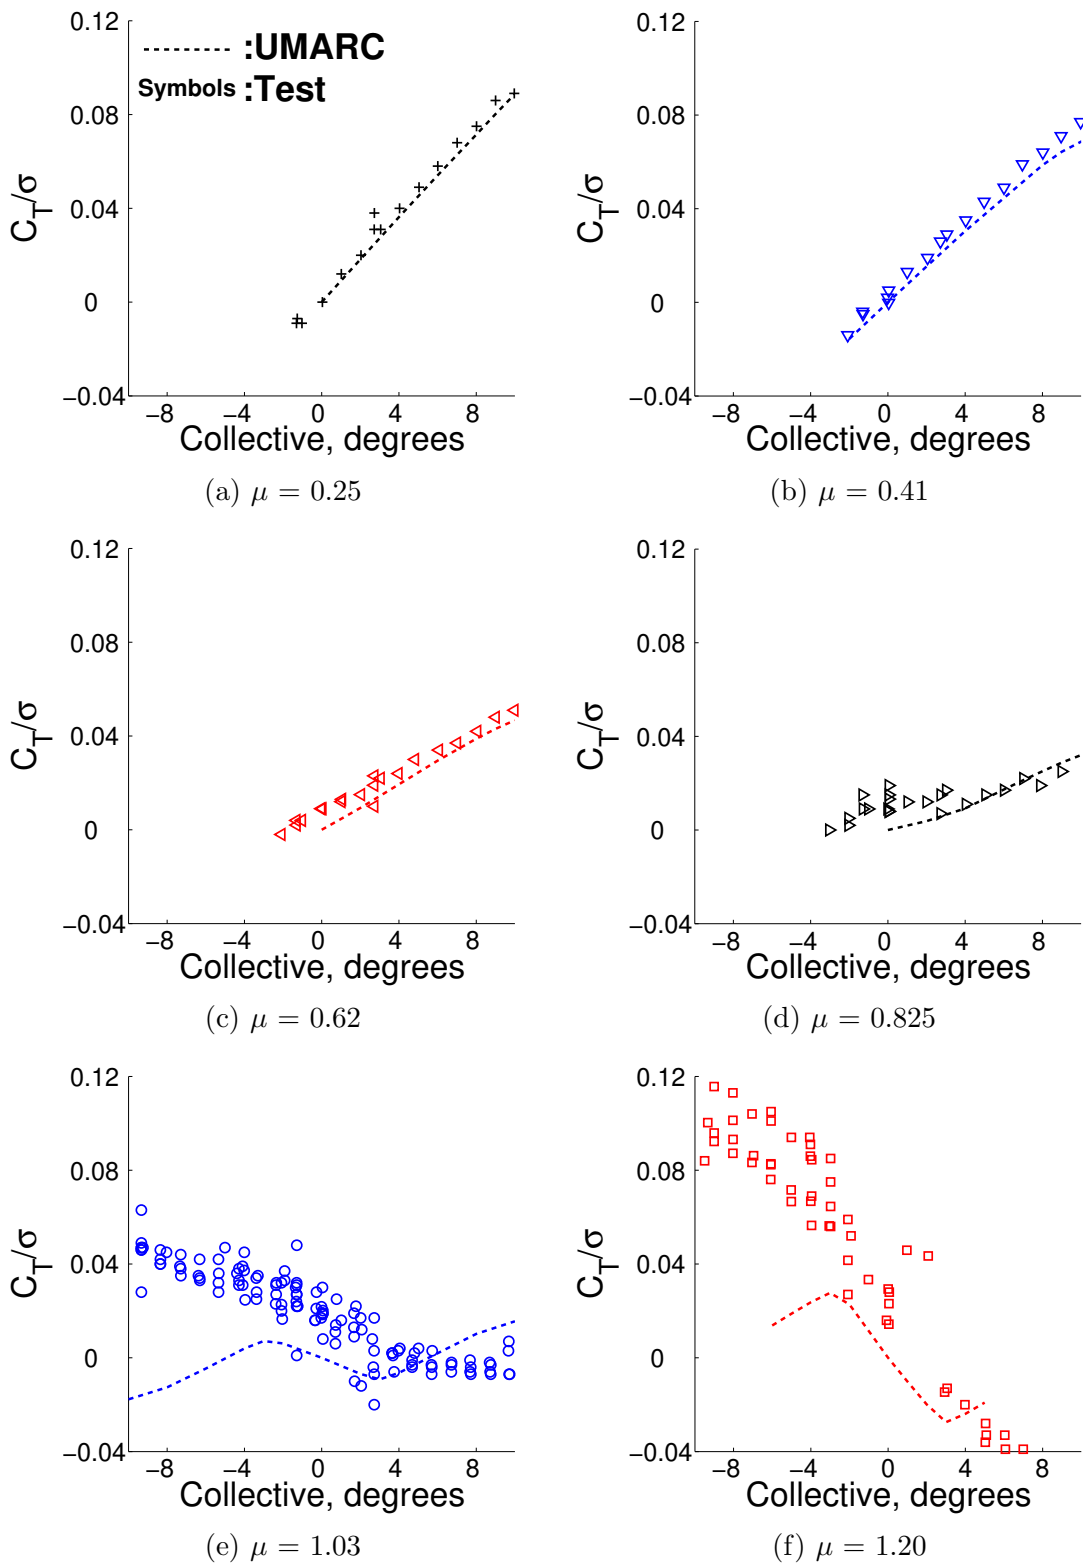 0.12
0.08
0.04
0
−0.04
C_T/σ
:UMARC
Symbols :Test
−8 −4 0 4 8
Collective, degrees
(a) μ = 0.25
0.12
0.08
0.04
0
−0.04
C_T/σ
−8 −4 0 4 8
Collective, degrees
(b) μ = 0.41
0.12
0.08
0.04
0
−0.04
C_T/σ
−8 −4 0 4 8
Collective, degrees
(c) μ = 0.62
0.12
0.08
0.04
0
−0.04
C_T/σ
−8 −4 0 4 8
Collective, degrees
(d) μ = 0.825
0.12
0.08
0.04
0
−0.04
C_T/σ
−8 −4 0 4 8
Collective, degrees
(e) μ = 1.03
0.12
0.08
0.04
0
−0.04
C_T/σ
−8 −4 0 4 8
Collective, degrees
(f) μ = 1.20